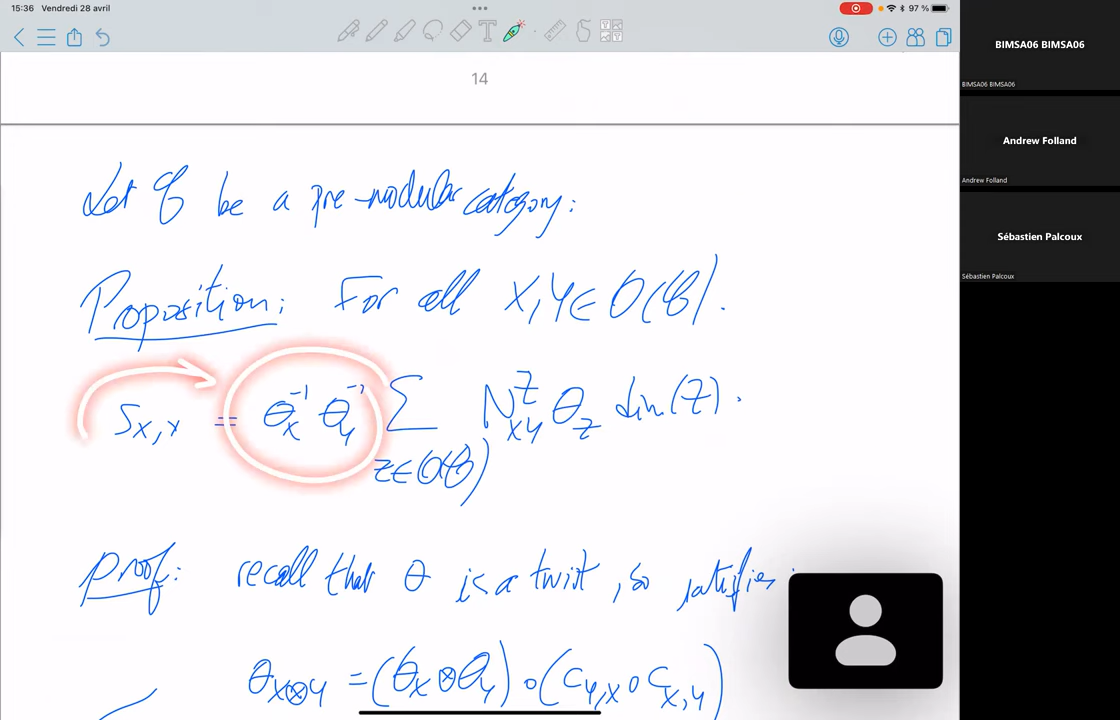 15:36 Vendredi 28 avril
97 %
14
Let 𝒞 be a pre-modular category:
Proposition: For all X,Y ∈ O(𝒞).
S_{X,Y} = θ_X^{-1} θ_Y^{-1} Σ_{Z∈O(𝒞)} N_{XY}^Z θ_Z dim(Z).
Proof: recall that θ is a twist, so satisfies:
θ_{X⊗Y} = (θ_X ⊗ θ_Y) ∘ (c_{Y,X} ∘ c_{X,Y})
BIMSA06 BIMSA06
BIMSA06 BIMSA06
Andrew Folland
Andrew Folland
Sébastien Palcoux
Sébastien Palcoux